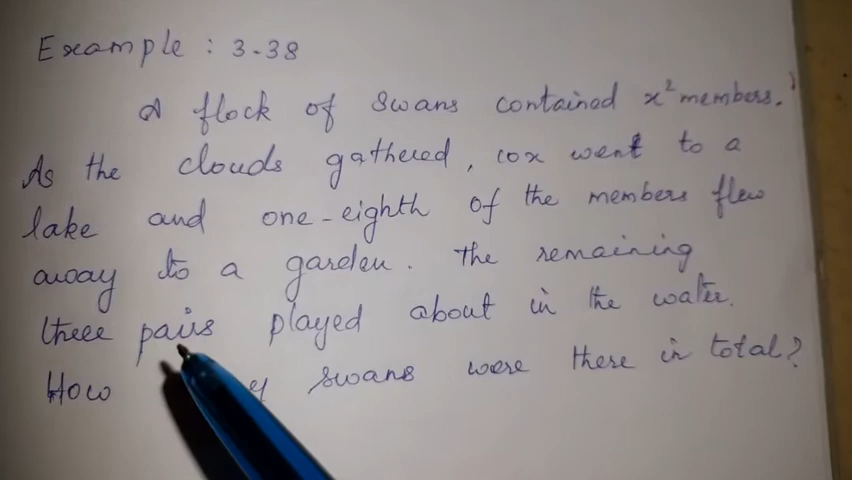 Example : 3.38
A flock of swans contained x² members.
As the clouds gathered, 10x went to a
lake and one-eighth of the members flew
away to a garden. The remaining
three pairs played about in the water.
How swans were there in total?